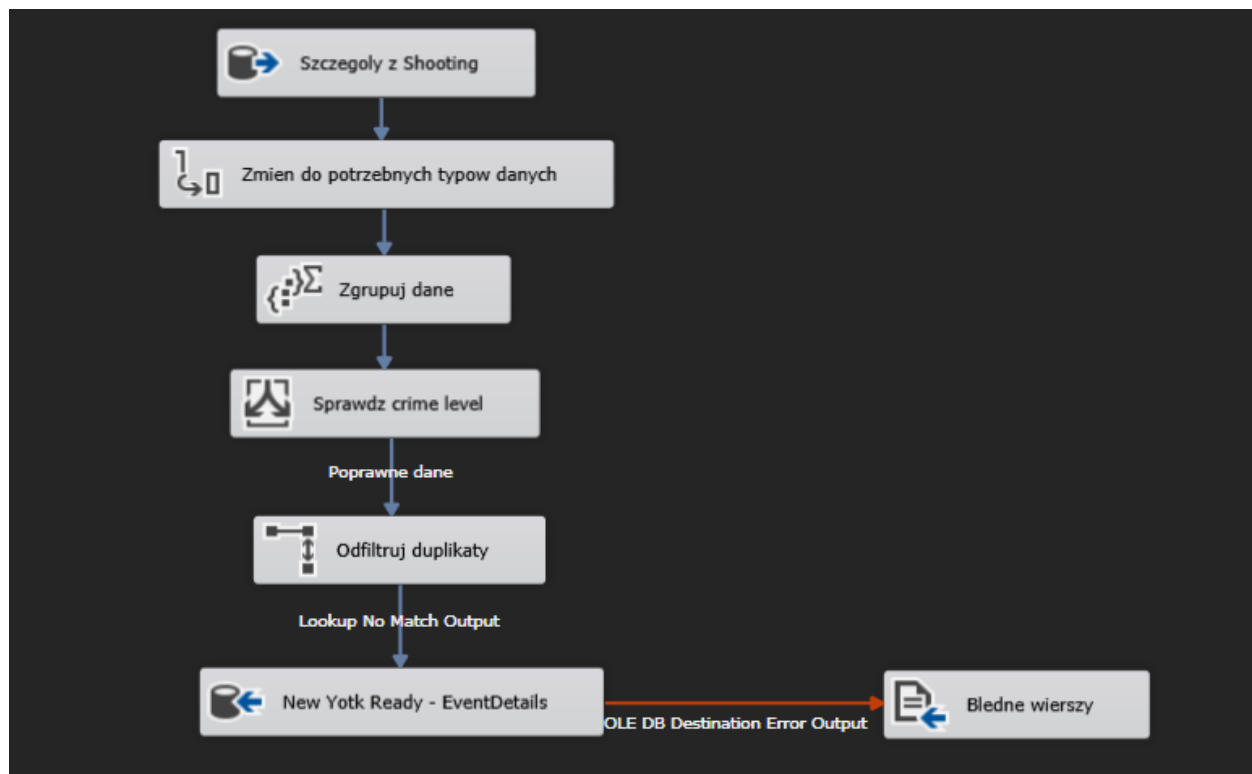 Szczegoly z Shooting
Zmien do potrzebnych typow danych
Zgrupuj dane
Sprawdz crime level
Poprawne dane
Odfiltruj duplikaty
Lookup No Match Output
New Yotk Ready - EventDetails
OLE DB Destination Error Output
Bledne wierszy